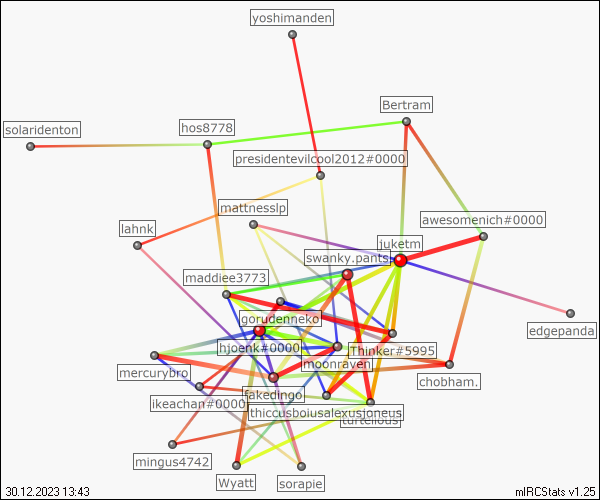 yoshimanden
Bertram
solaridenton
hos8778
presidentevilcool2012#0000
mattnesslp
awesomenich#0000
lahnk
juketm
swanky.pants
maddiee3773
gorudenneko
edgepanda
hjoenk#0000
Thinker#5995
moonraven
mercurybro
chobham.
fakedingo
ikeachan#0000
thiccusboiusalexusjoneus
turtellous
mingus4742
Wyatt
sorapie
30.12.2023 13:43
mIRCStats v1.25